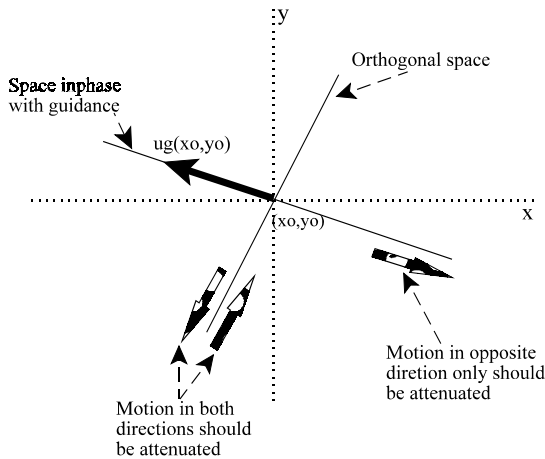 y
Orthogonal space
Space inphase
with guidance
ug(xo,yo)
x
(xo,yo)
Motion in opposite
diretion only should
be attenuated
Motion in both
directions should
be attenuated